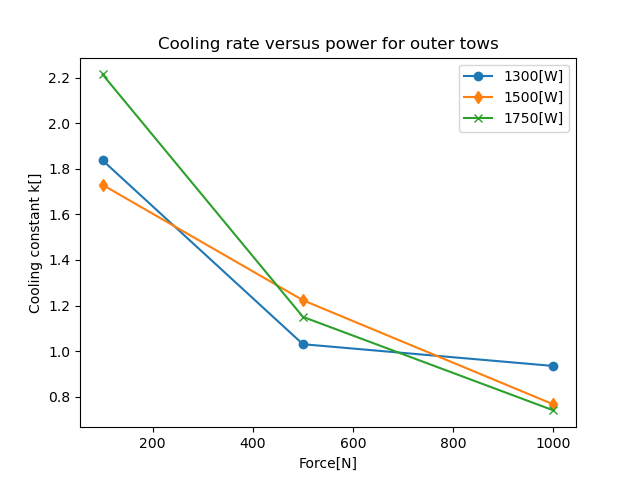 Cooling rate versus power for outer tows
1300[W]
1500[W]
1750[W]
Cooling constant k[]
2.2
2.0
1.8
1.6
1.4
1.2
1.0
0.8
200 400 600 800 1000
Force[N]